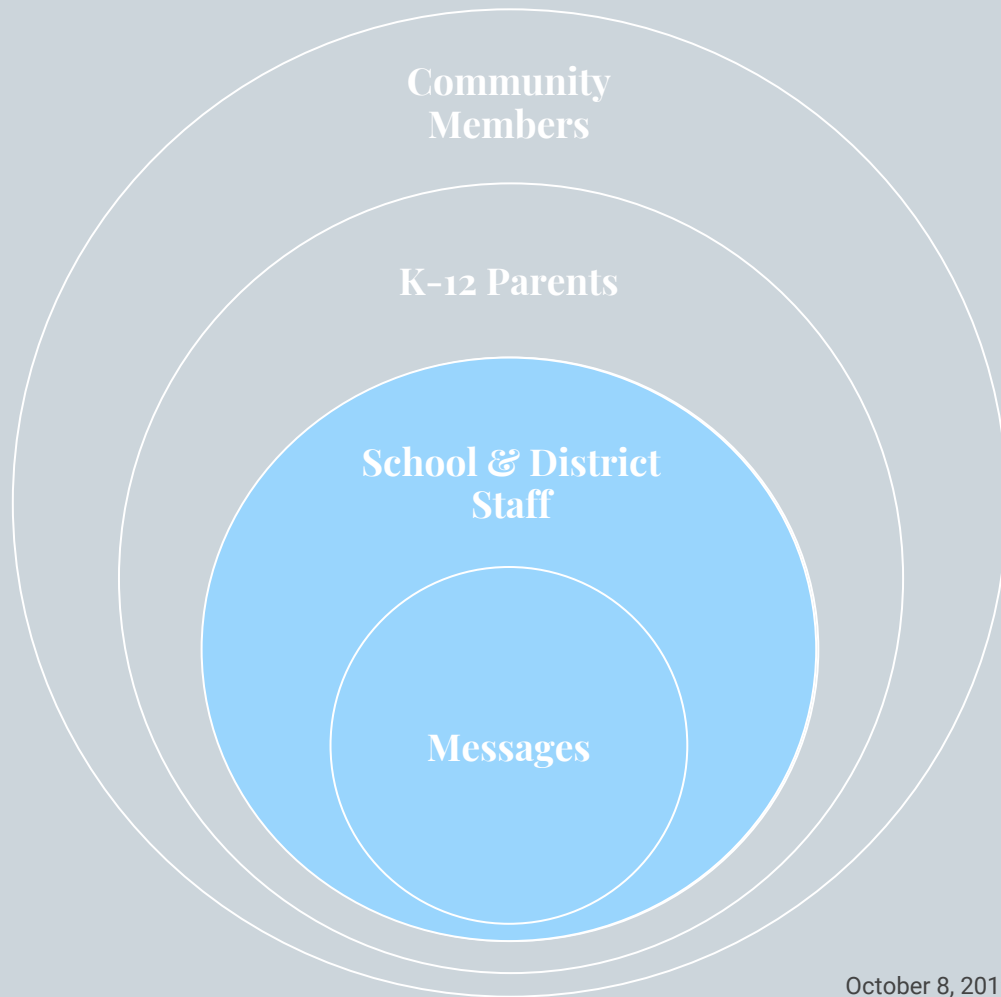 Community
Members
K-12 Parents
School & District
Staff
Messages
October 8, 201